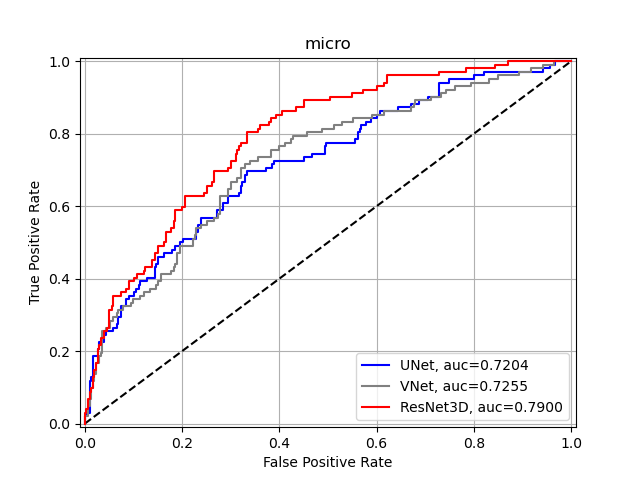 micro
1.0
0.8
0.6
0.4
0.2
0.0
True Positive Rate
0.0 0.2 0.4 0.6 0.8 1.0
False Positive Rate
UNet, auc=0.7204
VNet, auc=0.7255
ResNet3D, auc=0.7900